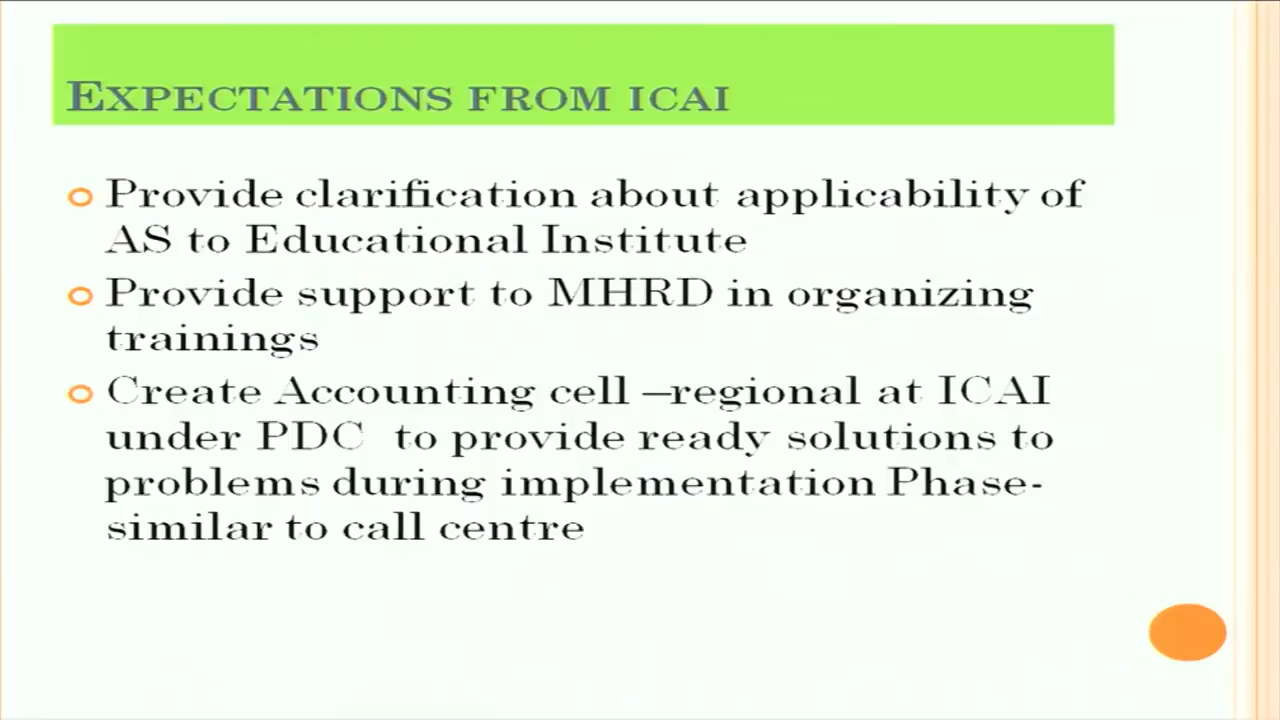 EXPECTATIONS FROM ICAI
Provide clarification about applicability of
AS to Educational Institute
Provide support to MHRD in organizing
trainings
Create Accounting cell –regional at ICAI
under PDC to provide ready solutions to
problems during implementation Phase-
similar to call centre